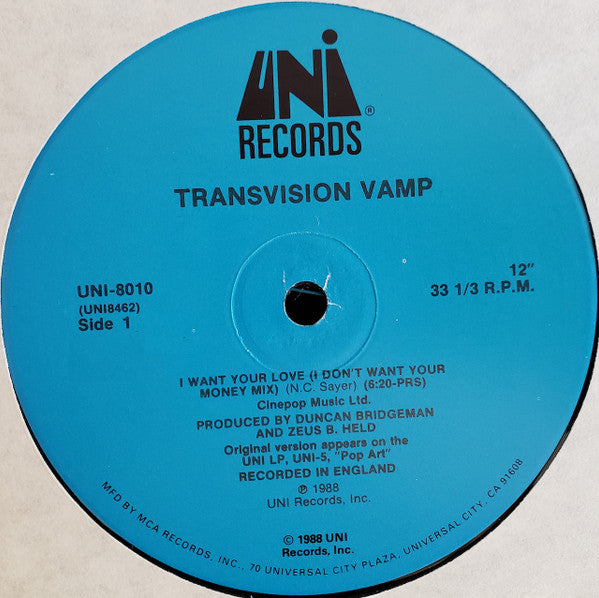 UNi
®
RECORDS
TRANSVISION VAMP
UNI-8010
(UNI8462)
Side 1
12"
33 1/3 R.P.M.
I WANT YOUR LOVE (I DON'T WANT YOUR
MONEY MIX) (N.C. Sayer) (6:20-PRS)
Cinepop Music Ltd.
PRODUCED BY DUNCAN BRIDGEMAN
AND ZEUS B. HELD
Original version appears on the
UNI LP, UNI-5, "Pop Art"
RECORDED IN ENGLAND
℗ 1988
UNI Records, Inc.
© 1988 UNI
Records, Inc.
MFD BY MCA RECORDS, INC., 70 UNIVERSAL CITY PLAZA, UNIVERSAL CITY, CA 91608